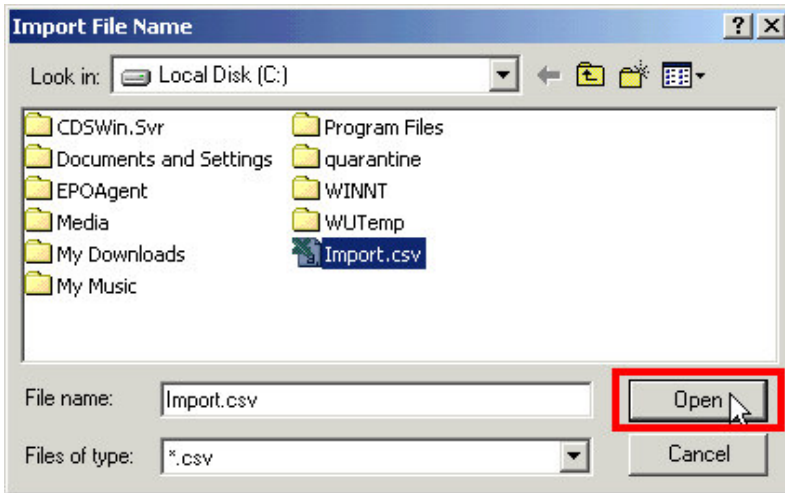 Import File Name
Look in: Local Disk (C:)
CDSWin.Svr
Documents and Settings
EPOAgent
Media
My Downloads
My Music
Program Files
quarantine
WINNT
WUTemp
Import.csv
File name: Import.csv Open
Files of type: *.csv Cancel